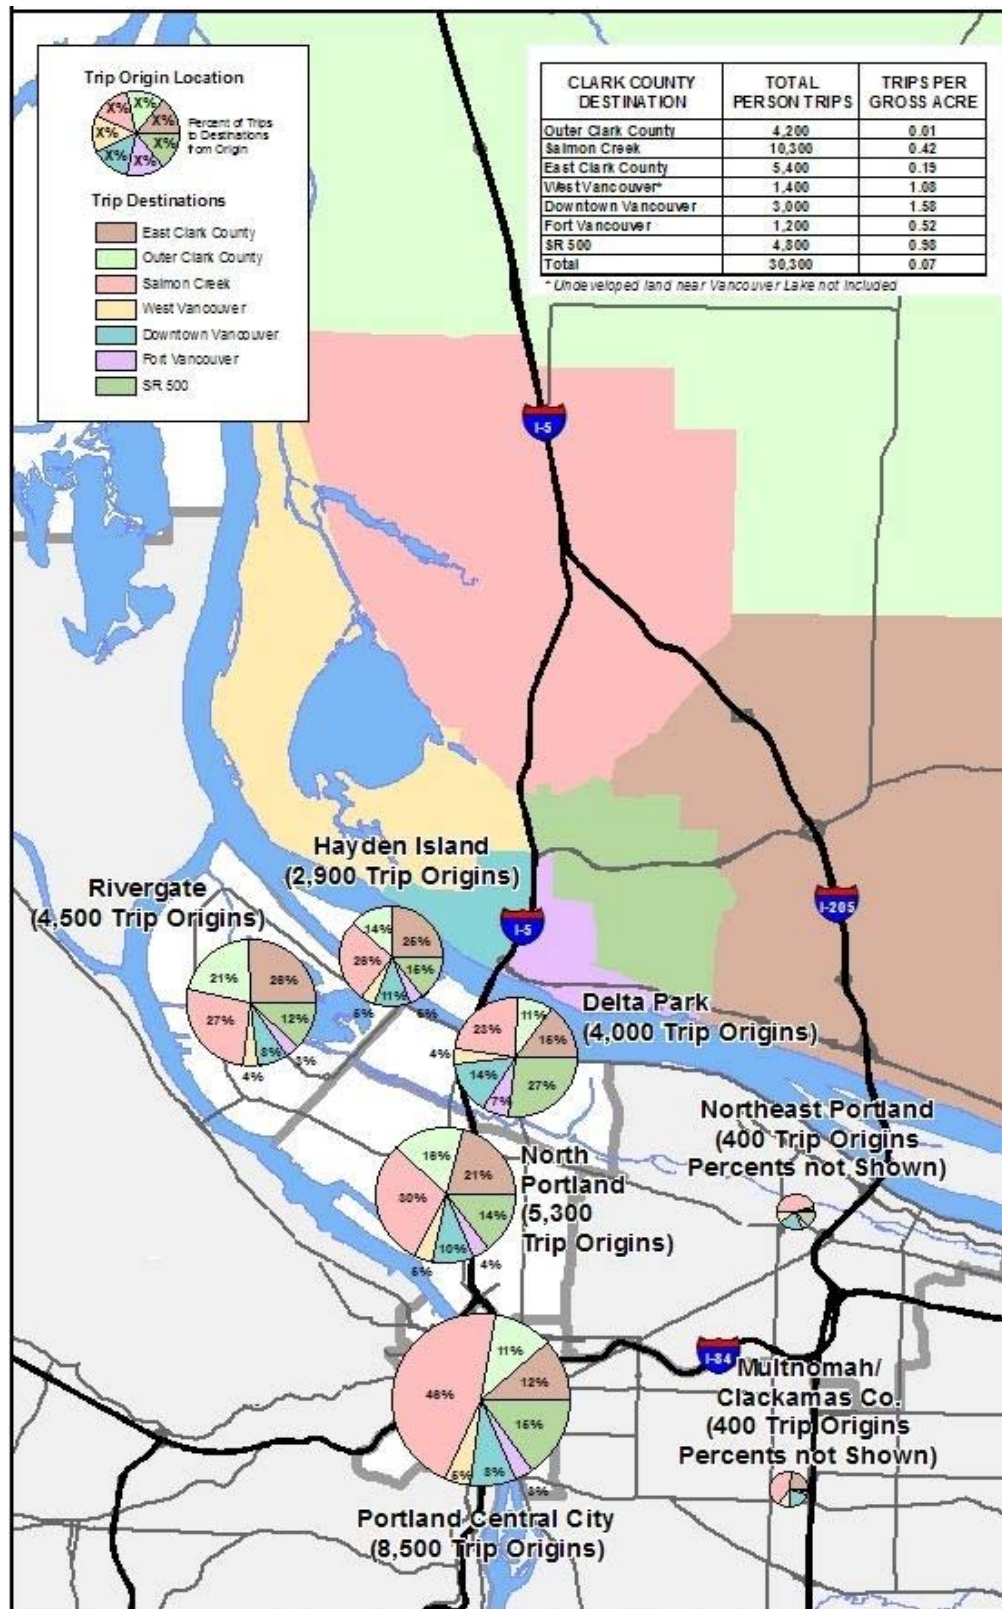 Trip Origin Location
X%
X%
X%
X%
X%
X%
X%
Percent of Trips
to Destinations
from Origin
Trip Destinations
East Clark County
Outer Clark County
Salmon Creek
West Vancouver
Downtown Vancouver
Fort Vancouver
SR 500
CLARK COUNTY DESTINATION TOTAL PERSON TRIPS TRIPS PER GROSS ACRE
Outer Clark County 4,200 0.01
Salmon Creek 10,300 0.42
East Clark County 5,400 0.19
West Vancouver* 1,400 1.08
Downtown Vancouver 3,000 1.58
Fort Vancouver 1,200 0.52
SR 500 4,800 0.98
Total 30,300 0.07
* Undeveloped land near Vancouver Lake not Included
I-5
Hayden Island
(2,900 Trip Origins)
14%
25%
26%
15%
11%
5%
5%
Rivergate
(4,500 Trip Origins)
21%
27%
12%
4%
I-5
I-205
Delta Park
(4,000 Trip Origins)
11%
23%
15%
4%
14%
27%
7%
Northeast Portland
(400 Trip Origins
Percents not Shown)
North
Portland
(5,300
Trip Origins)
21%
30%
14%
10%
5%
4%
I-84
Multnomah/
Clackamas Co.
(400 Trip Origins
Percents not Shown)
11%
12%
46%
15%
5%
Portland Central City
(8,500 Trip Origins)